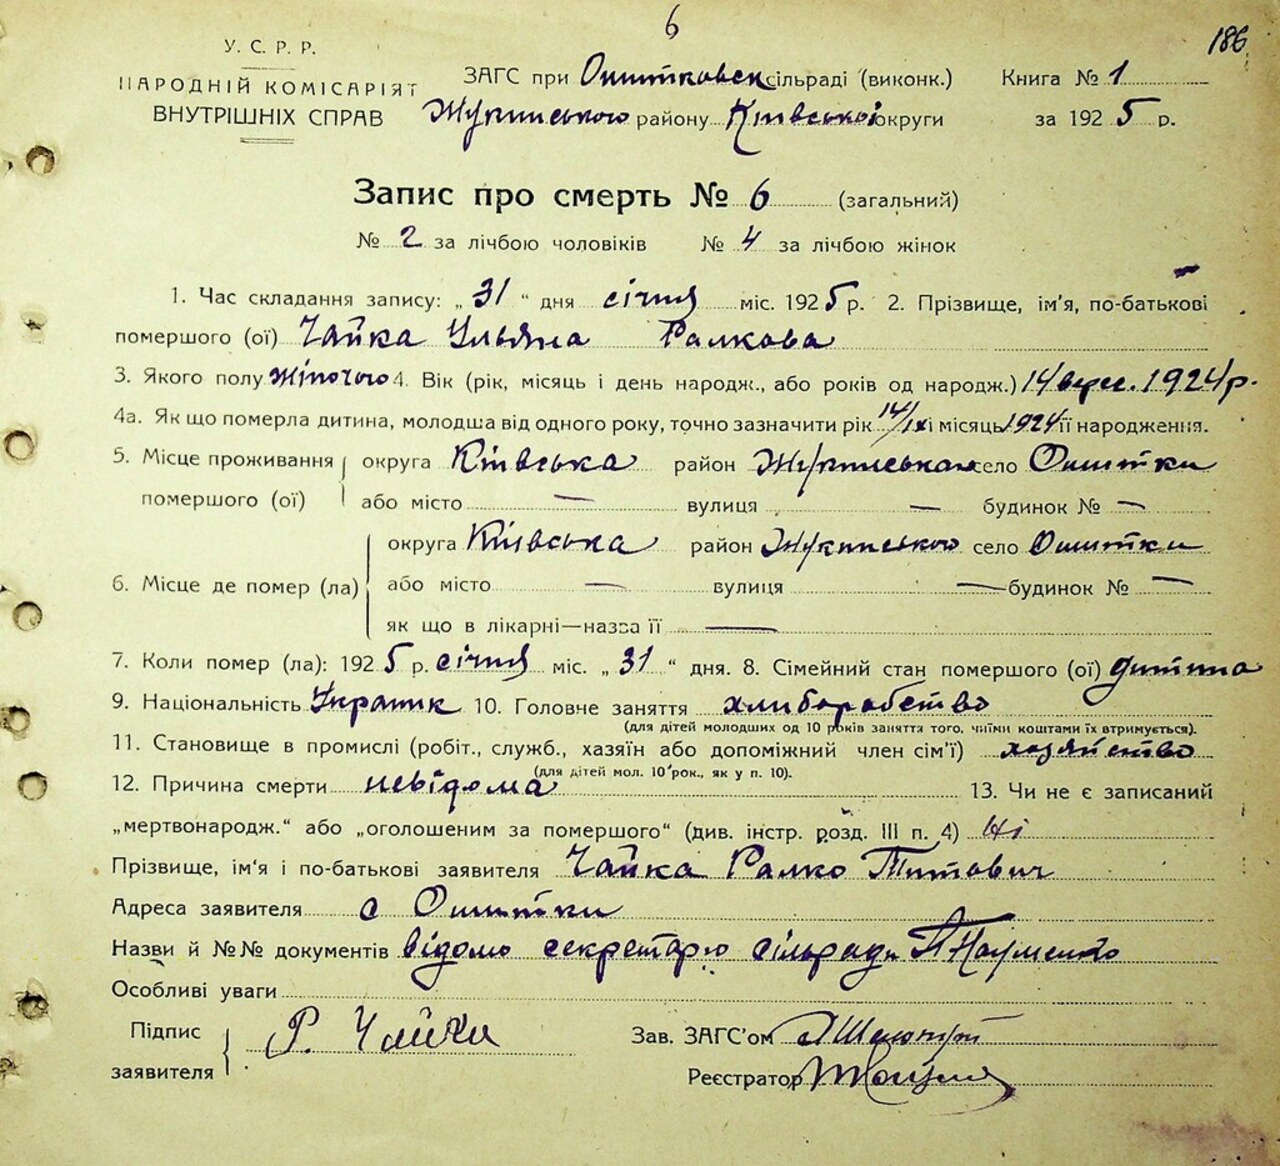 6
186
У. С. Р. Р.
НАРОДНІЙ КОМІСАРІЯТ
ВНУТРІШНІХ СПРАВ
ЗАГС при Ошитковск сільраді (виконк.)
Жукинського району Київської округи
Книга № 1
за 1925 р.
Запис про смерть № 6 (загальний)
№ 2 за лічбою чоловіків № 4 за лічбою жінок
1. Час складання запису: „31“ дня січня міс. 1925 р. 2. Прізвище, ім'я, по-батькові
помершого (ої) Чайка Ульяна Ралкова
3. Якого полу жіночого 4. Вік (рік, місяць і день народж., або років од народж.) 14 верес. 1924 р.
4а. Як що померла дитина, молодша від одного року, точно зазначити рік 14/IX і місяць 1924 її народження.
5. Місце проживання округа Київська район Жукинськая село Ошитки
помершого (ої) або місто — вулиця — будинок № —
округа Київська район Жукинського село Ошитки
6. Місце де помер (ла) або місто — вулиця — будинок № —
як що в лікарні—назва її —
7. Коли помер (ла): 1925 р. січня міс. „31“ дня. 8. Сімейний стан помершого (ої) дитина
9. Національність Украник 10. Головче заняття хлиборобство
(для дітей молодших од 10 років заняття того, чиїми коштами їх втримується).
11. Становище в промислі (робіт., служб., хазяїн або допоміжний член сім'ї) хозяйство
(для дітей мол. 10 рок., як у п. 10).
12. Причина смерти невідома 13. Чи не є записаний
„мертвонародж.“ або „оголошеним за помершого“ (див. інстр. розд. III п. 4) Ні
Прізвище, ім'я і по-батькові заявителя Чайка Ралко Титович
Адреса заявителя с Ошитки
Назви й №№ документів відомо секретарю сільради Науменко
Особливі уваги
Підпис
заявителя Р. Чайка
Зав. ЗАГС'ом
Реєстратор